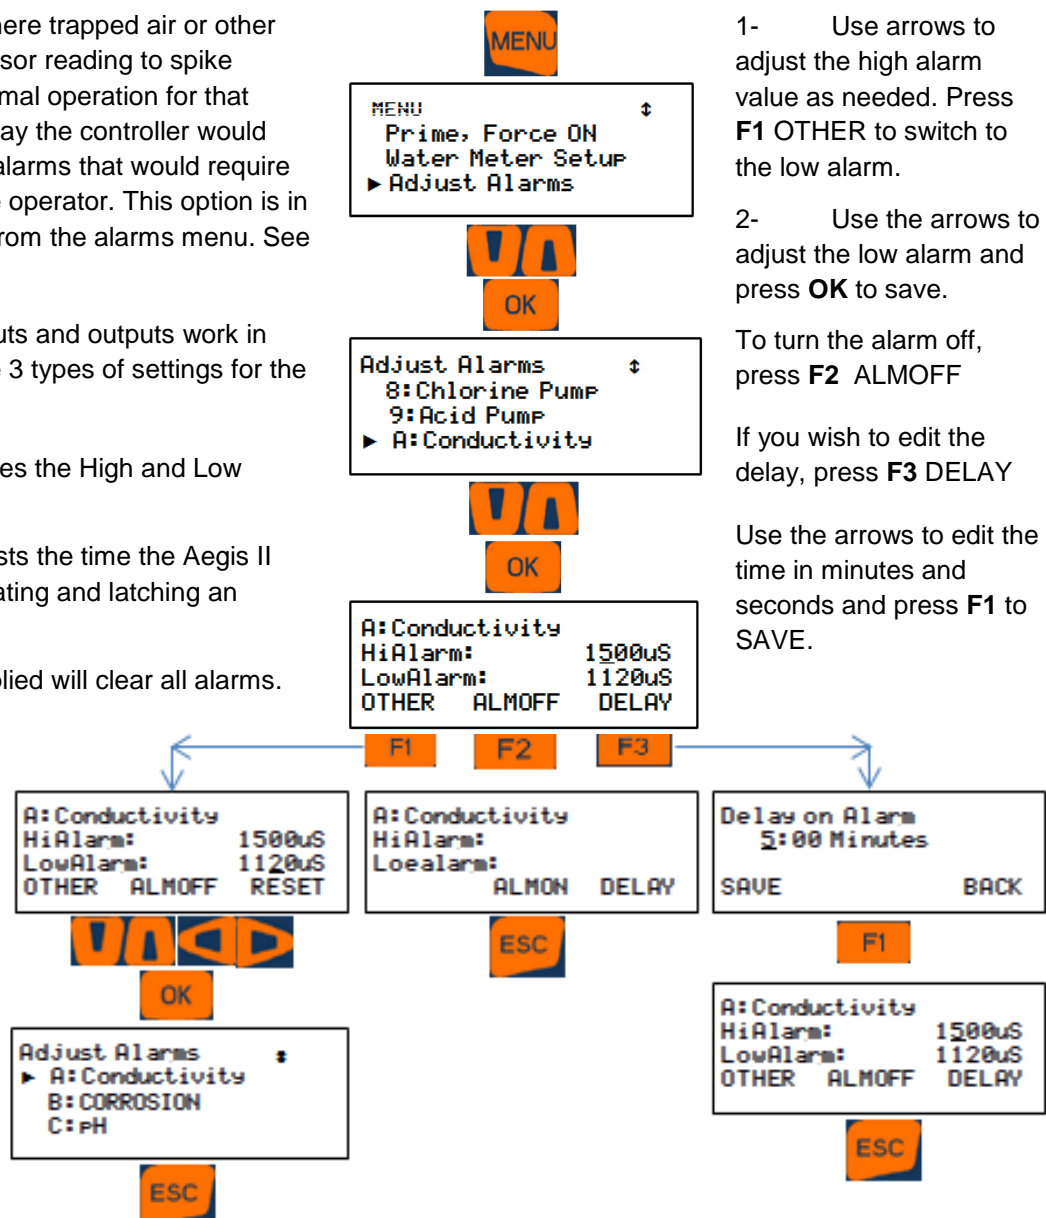 here trapped air or other
sor reading to spike
mal operation for that
ay the controller would
alarms that would require
e operator. This option is in
rom the alarms menu. See
uts and outputs work in
e 3 types of settings for the
es the High and Low
sts the time the Aegis II
ating and latching an
plied will clear all alarms.
MENU
MENU ↕
Prime, Force ON
Water Meter Setup
►Adjust Alarms
OK
Adjust Alarms ↕
8:Chlorine Pump
9:Acid Pump
► A:Conductivity
OK
A:Conductivity
HiAlarm: 1500uS
LowAlarm: 1120uS
OTHER ALMOFF DELAY
F1 F2 F3
1- Use arrows to
adjust the high alarm
value as needed. Press
F1 OTHER to switch to
the low alarm.
2- Use the arrows to
adjust the low alarm and
press OK to save.
To turn the alarm off,
press F2 ALMOFF
If you wish to edit the
delay, press F3 DELAY
Use the arrows to edit the
time in minutes and
seconds and press F1 to
SAVE.
A:Conductivity
HiAlarm: 1500uS
LowAlarm: 1120uS
OTHER ALMOFF RESET
OK
Adjust Alarms ↕
► A:Conductivity
B:CORROSION
C:pH
ESC
A:Conductivity
HiAlarm:
Loealarm:
ALMON DELAY
ESC
Delay on Alarm
5:00 Minutes
SAVE BACK
F1
A:Conductivity
HiAlarm: 1500uS
LowAlarm: 1120uS
OTHER ALMOFF DELAY
ESC